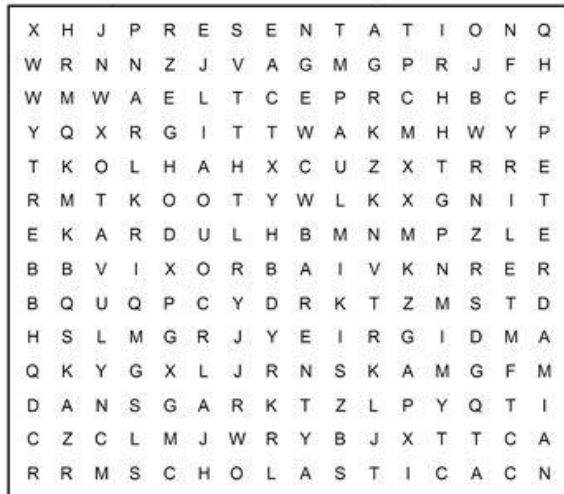 X H J P R E S E N T A T I O N Q
W R N N Z J V A G M G P R J F H
W M W A E L T C E P R C H B C F
Y Q X R G I T T W A K M H W Y P
T K O L H A H X C U Z X T R R E
R M T K O O T Y W L K X G N I T
E K A R D U L H B M N M P Z L E
B B V I X O R B A I V K N R E R
B Q U Q P C Y D R K T Z M S T D
H S L M G R J Y E I R G I D M A
Q K Y G X L J R N S K A M G F M
D A N S G A R K T Z L P Y Q T I
C Z C L M J W R Y B J X T T C A
R R M S C H O L A S T I C A C N